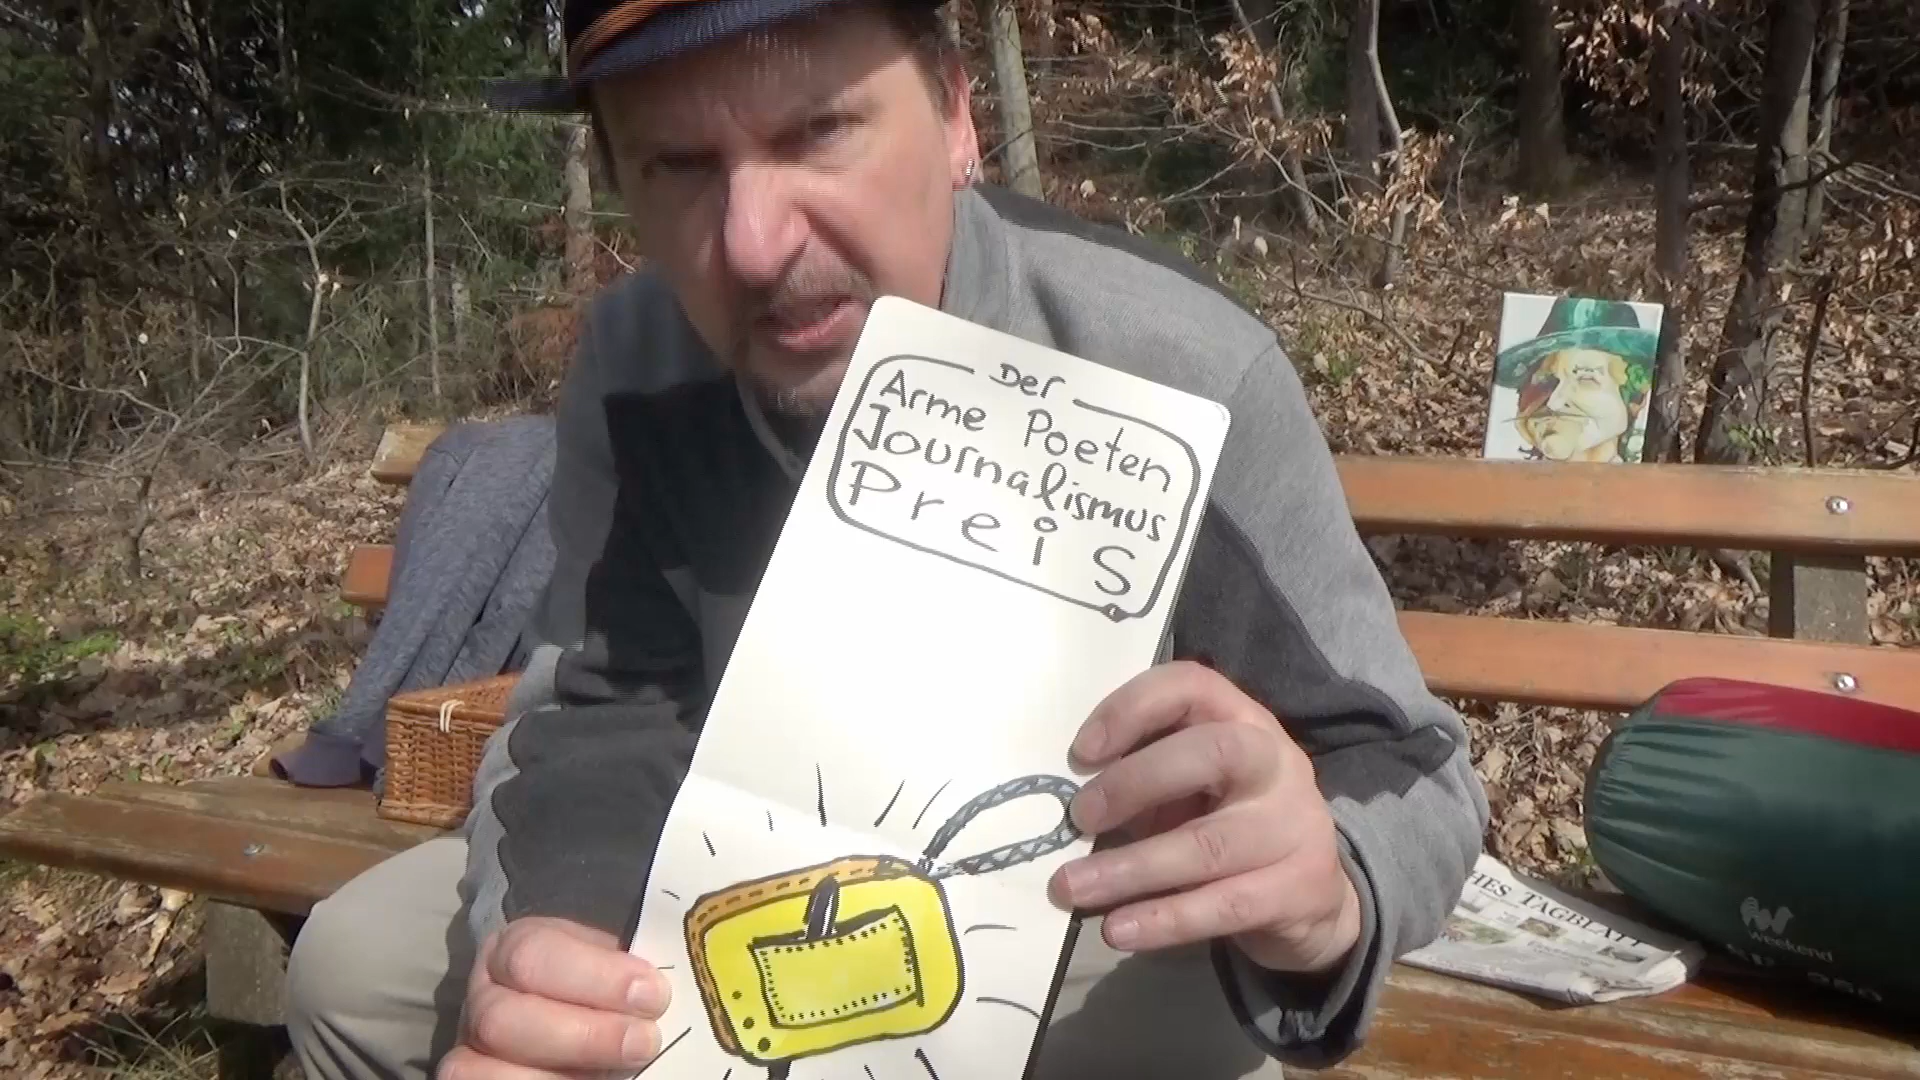 Der
Arme Poeten
Journalismus
Preis
HES TAGBLATT
weekend